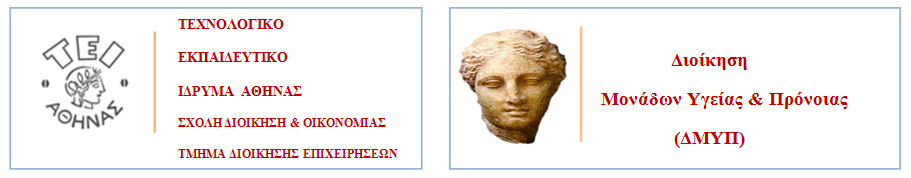 ΤΕΙ
ΑΘΗΝΑΣ
ΤΕΧΝΟΛΟΓΙΚΟ
ΕΚΠΑΙΔΕΥΤΙΚΟ
ΙΔΡΥΜΑ ΑΘΗΝΑΣ
ΣΧΟΛΗ ΔΙΟΙΚΗΣΗ & ΟΙΚΟΝΟΜΙΑΣ
ΤΜΗΜΑ ΔΙΟΙΚΗΣΗΣ ΕΠΙΧΕΙΡΗΣΕΩΝ
Διοίκηση
Μονάδων Υγείας & Πρόνοιας
(ΔΜΥΠ)